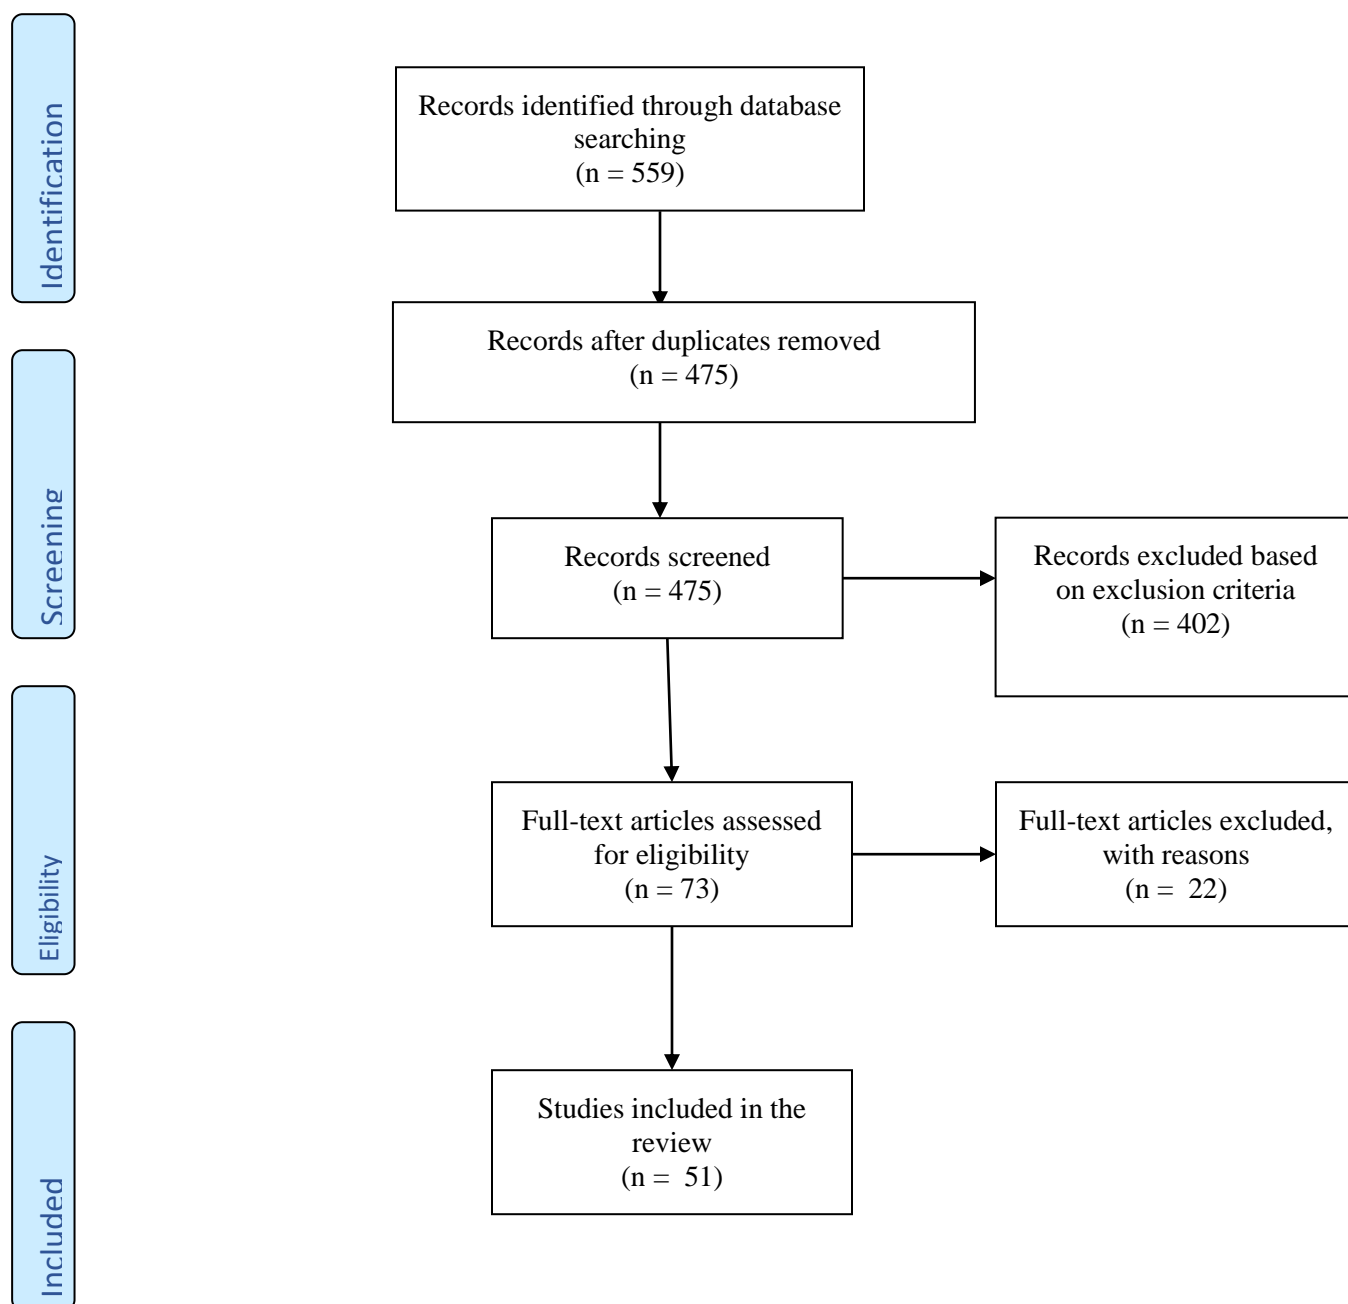 Identification
Records identified through database
searching
(n = 559)
Records after duplicates removed
(n = 475)
Screening
Records screened
(n = 475)
Records excluded based
on exclusion criteria
(n = 402)
Eligibility
Full-text articles assessed
for eligibility
(n = 73)
Full-text articles excluded,
with reasons
(n =  22)
Included
Studies included in the
review
(n =  51)